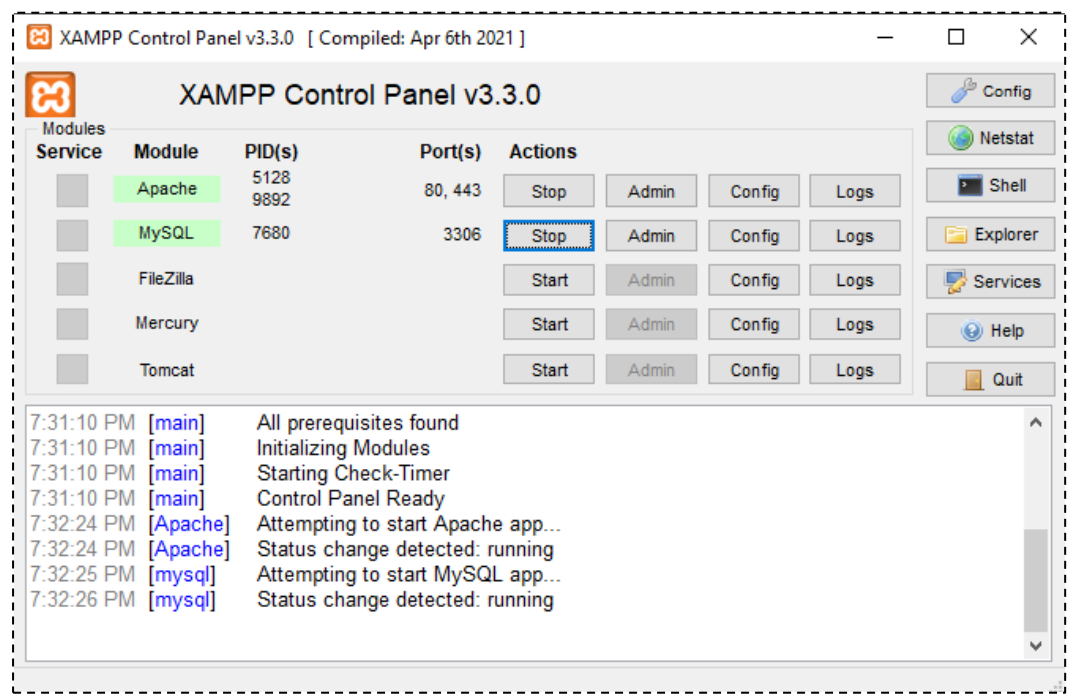 XAMPP Control Panel v3.3.0 [ Compiled: Apr 6th 2021 ]
XAMPP Control Panel v3.3.0
Config
Modules
Netstat
Service Module PID(s) Port(s) Actions
Apache 5128 9892 80, 443 Stop Admin Config Logs
Shell
MySQL 7680 3306 Stop Admin Config Logs
Explorer
FileZilla Start Admin Config Logs
Services
Mercury Start Admin Config Logs
Help
Tomcat Start Admin Config Logs
Quit
7:31:10 PM [main] All prerequisites found
7:31:10 PM [main] Initializing Modules
7:31:10 PM [main] Starting Check-Timer
7:31:10 PM [main] Control Panel Ready
7:32:24 PM [Apache] Attempting to start Apache app...
7:32:24 PM [Apache] Status change detected: running
7:32:25 PM [mysql] Attempting to start MySQL app...
7:32:26 PM [mysql] Status change detected: running